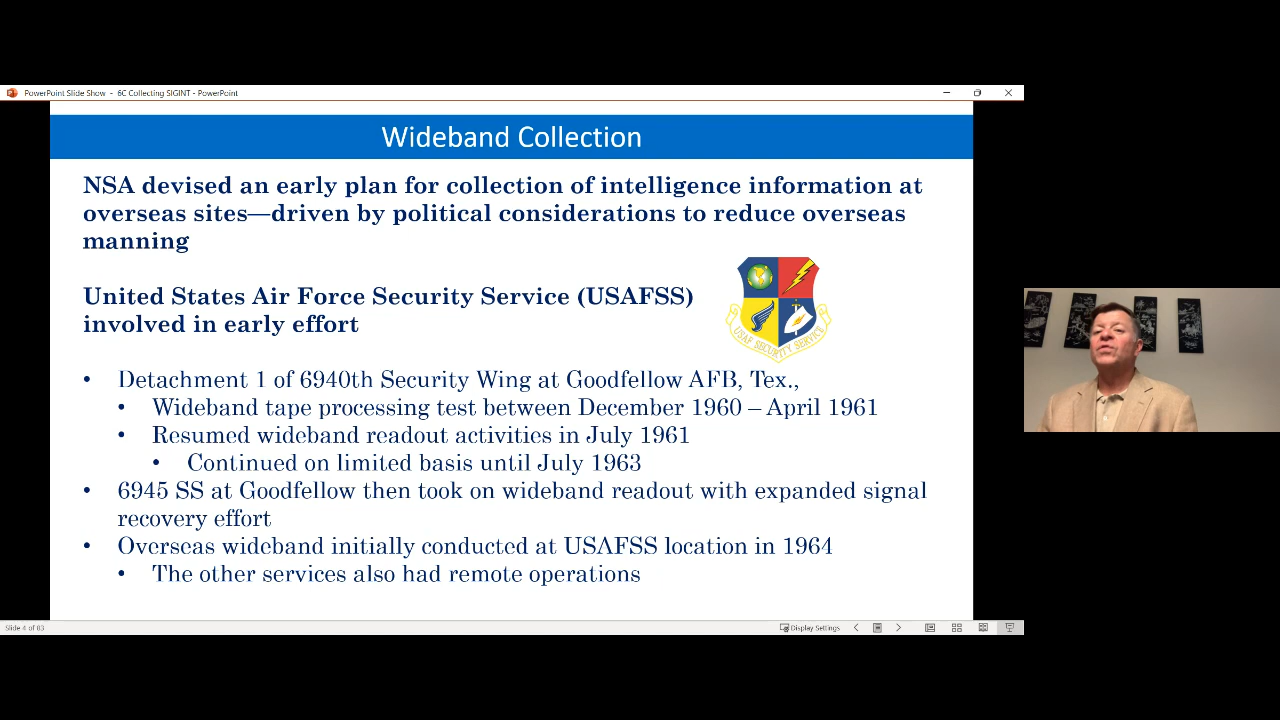 PowerPoint Slide Show - 6C Collecting SIGINT - PowerPoint
Wideband Collection
NSA devised an early plan for collection of intelligence information at
overseas sites—driven by political considerations to reduce overseas
manning
United States Air Force Security Service (USAFSS)
involved in early effort
USAF SECURITY SERVICE
• Detachment 1 of 6940th Security Wing at Goodfellow AFB, Tex.,
• Wideband tape processing test between December 1960 – April 1961
• Resumed wideband readout activities in July 1961
• Continued on limited basis until July 1963
• 6945 SS at Goodfellow then took on wideband readout with expanded signal
recovery effort
• Overseas wideband initially conducted at USAFSS location in 1964
• The other services also had remote operations
Slide 4 of 83
Display Settings